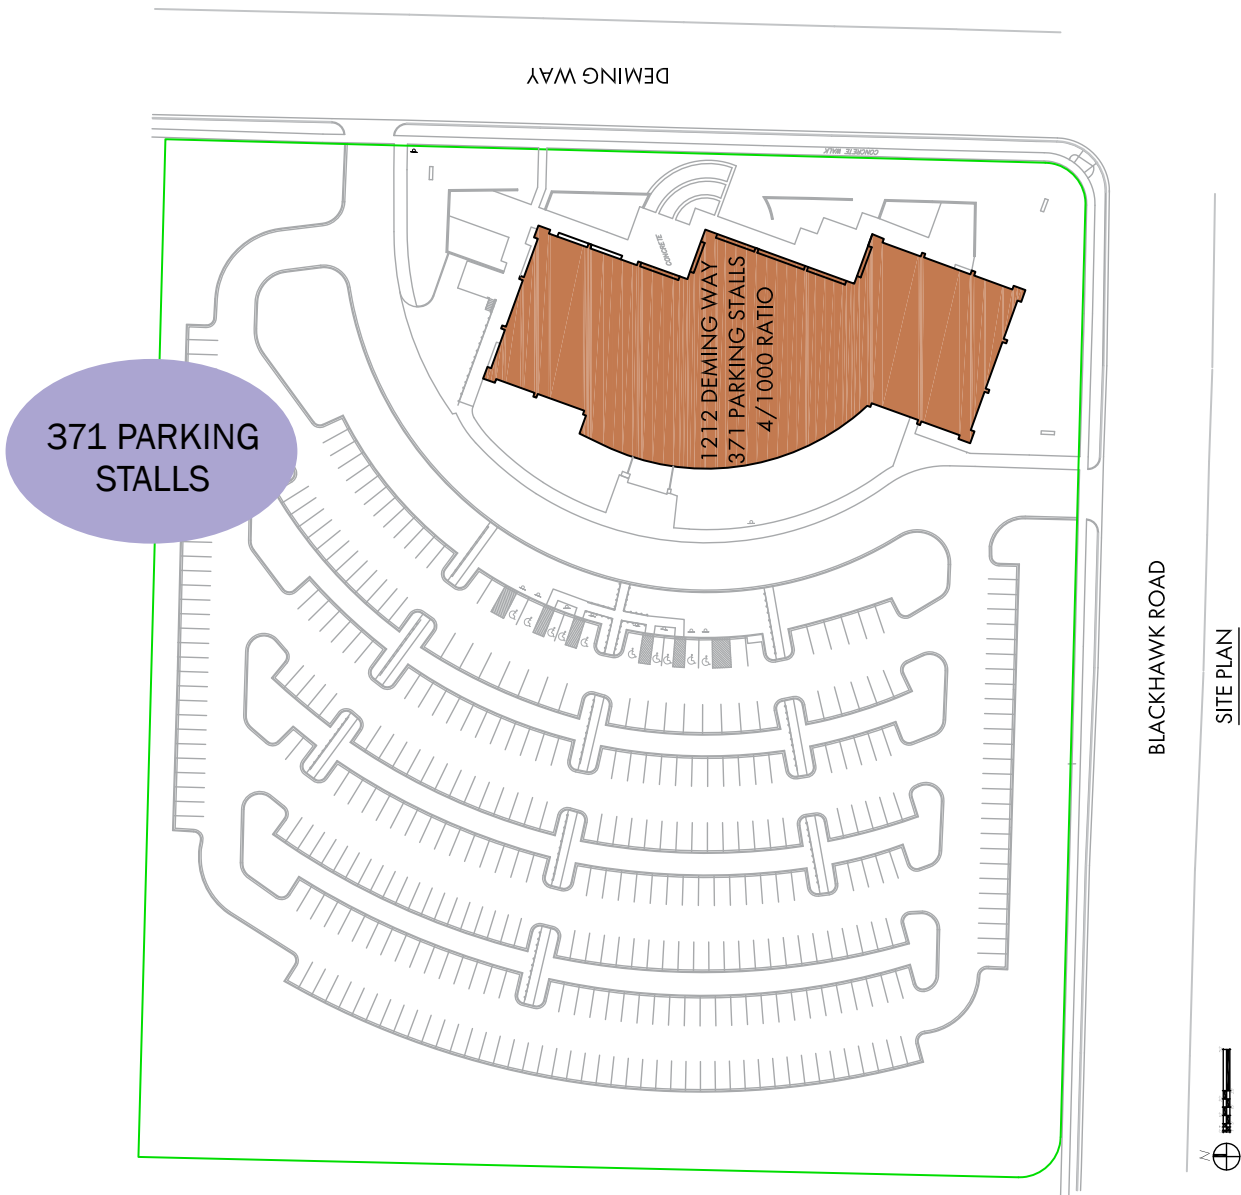 DEMING WAY
CONCRETE WALK
CONCRETE
1212 DEMING WAY
371 PARKING STALLS
4/1000 RATIO
371 PARKING
STALLS
BLACKHAWK ROAD
SITE PLAN
N